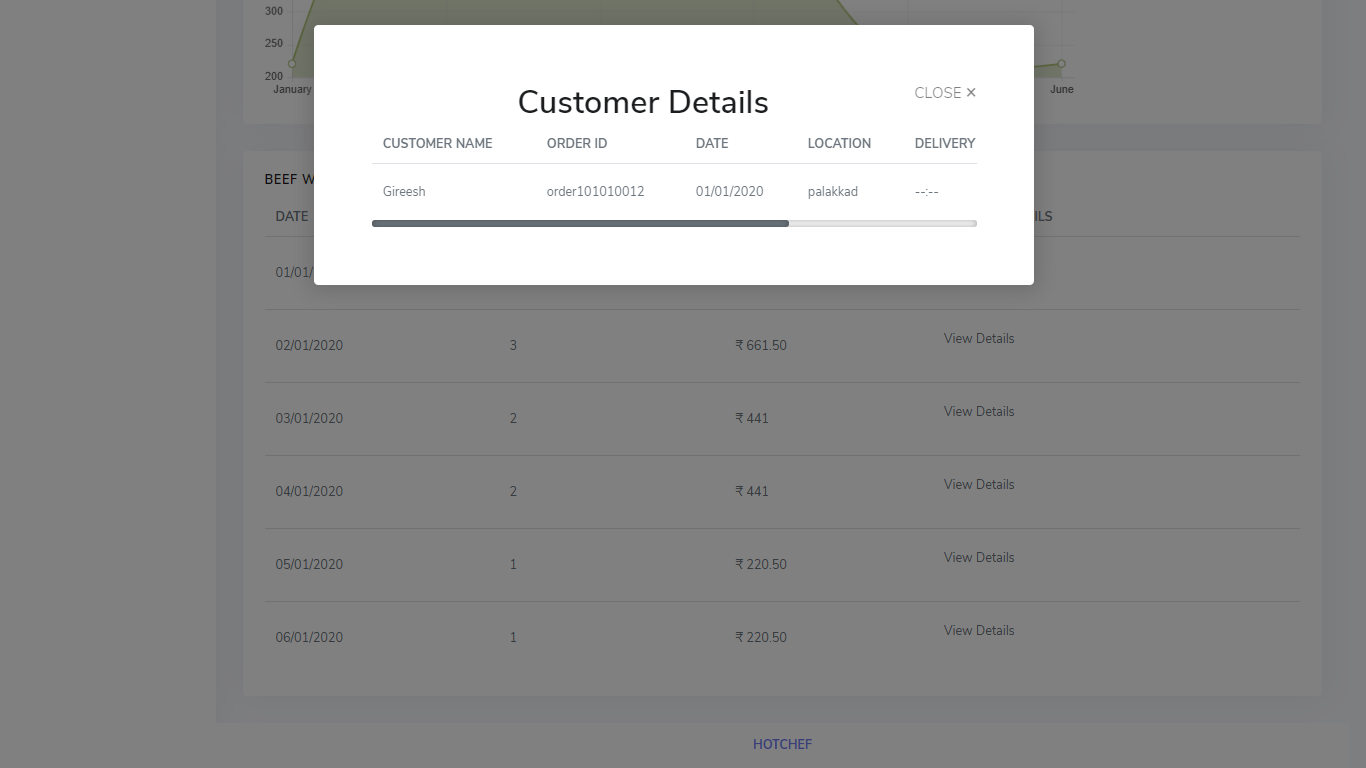 300
250
200
January
June
Customer Details
CLOSE ×
CUSTOMER NAME ORDER ID DATE LOCATION DELIVERY
Gireesh order101010012 01/01/2020 palakkad --:--
BEEF
DATE
01/01/
02/01/2020 3 ₹ 661.50 View Details
03/01/2020 2 ₹ 441 View Details
04/01/2020 2 ₹ 441 View Details
05/01/2020 1 ₹ 220.50 View Details
06/01/2020 1 ₹ 220.50 View Details
HOTCHEF